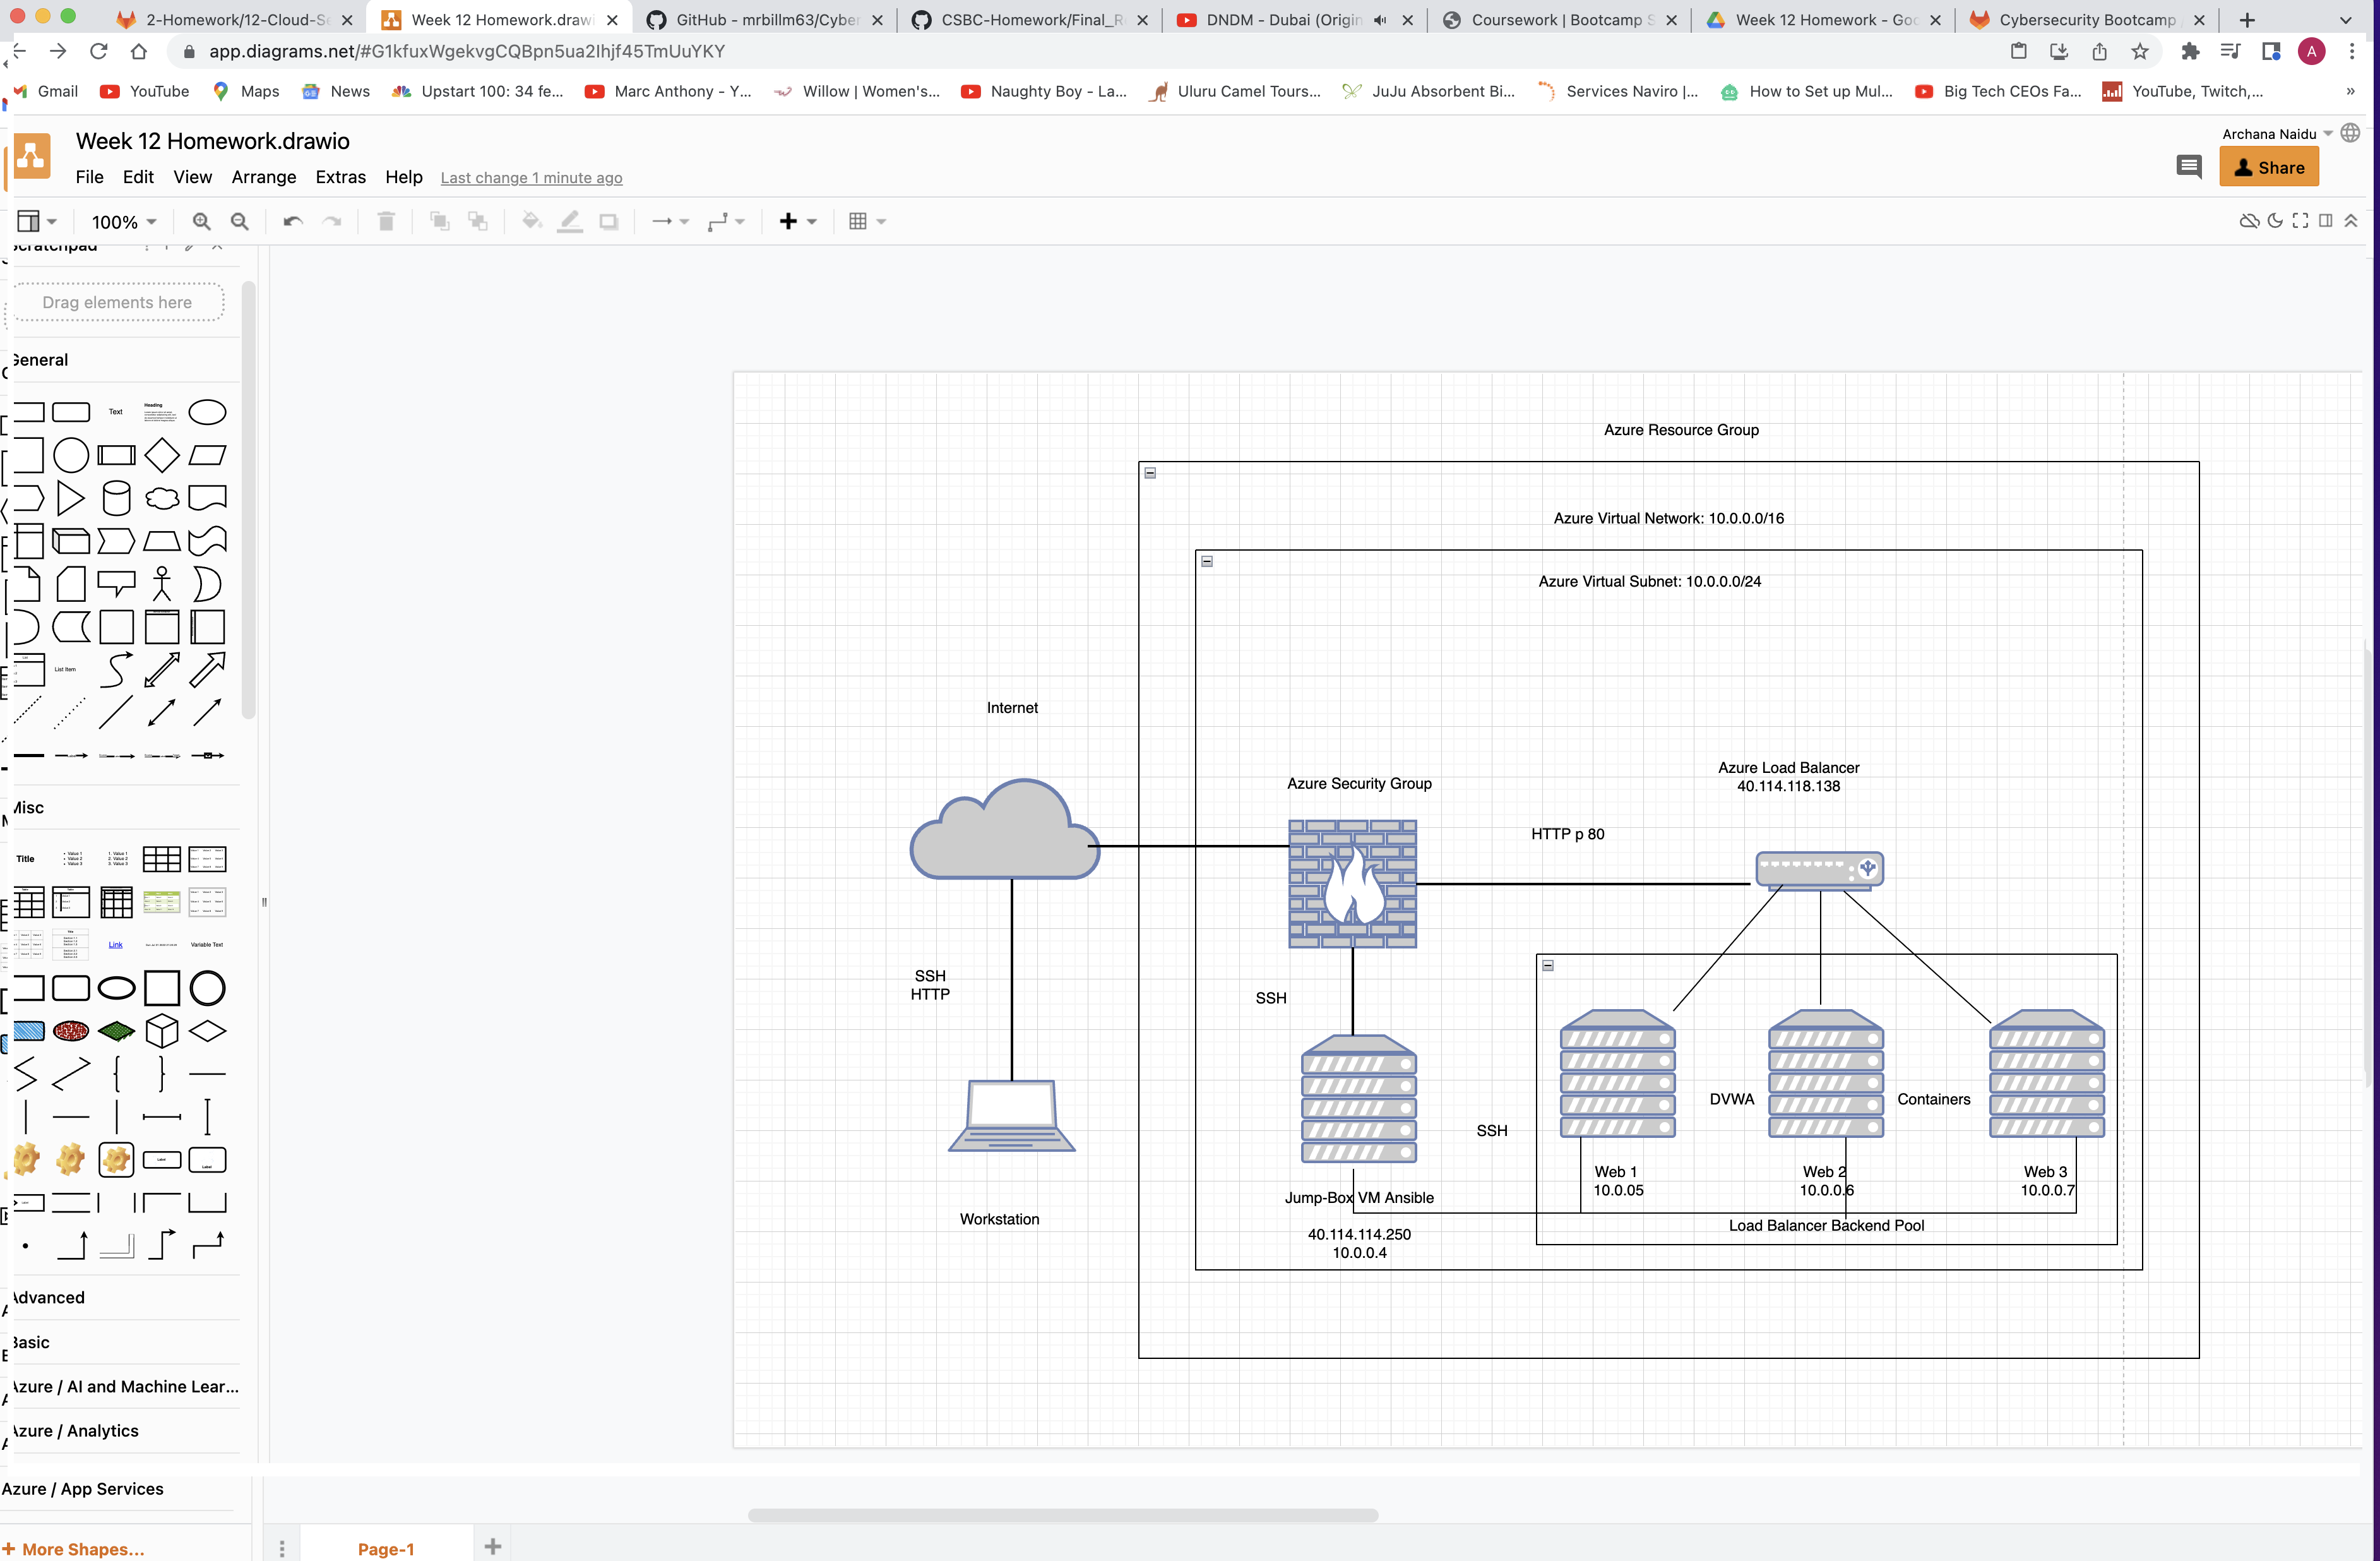 2-Homework/12-Cloud-Se
Week 12 Homework.drawi
GitHub - mrbillm63/Cyber
CSBC-Homework/Final_R
DNDM - Dubai (Origin
Coursework | Bootcamp S
Week 12 Homework - Goo
Cybersecurity Bootcamp
app.diagrams.net/#G1kfuxWgekvgCQBpn5ua2Ihjf45TmUuYKY
A
Gmail
YouTube
Maps
News
Upstart 100: 34 fe...
Marc Anthony - Y...
Willow | Women's...
Naughty Boy - La...
Uluru Camel Tours...
JuJu Absorbent Bi...
Services Naviro |...
How to Set up Mul...
Big Tech CEOs Fa...
YouTube, Twitch,...
»
Week 12 Homework.drawio
Archana Naidu
File Edit View Arrange Extras Help Last change 1 minute ago
Share
100%
Scratchpad
Drag elements here
General
Text
Heading
List Item
Misc
Title
Link
Variable Text
Label
Label
Advanced
Basic
Azure / AI and Machine Lear...
Azure / Analytics
Azure / App Services
+ More Shapes...
Page-1
Azure Resource Group
Azure Virtual Network: 10.0.0.0/16
Azure Virtual Subnet: 10.0.0.0/24
Internet
Azure Security Group
Azure Load Balancer
40.114.118.138
HTTP p 80
SSH
HTTP
SSH
SSH
DVWA
Containers
Workstation
Jump-Box VM Ansible
40.114.114.250
10.0.0.4
Web 1
10.0.05
Web 2
10.0.0.6
Web 3
10.0.0.7
Load Balancer Backend Pool